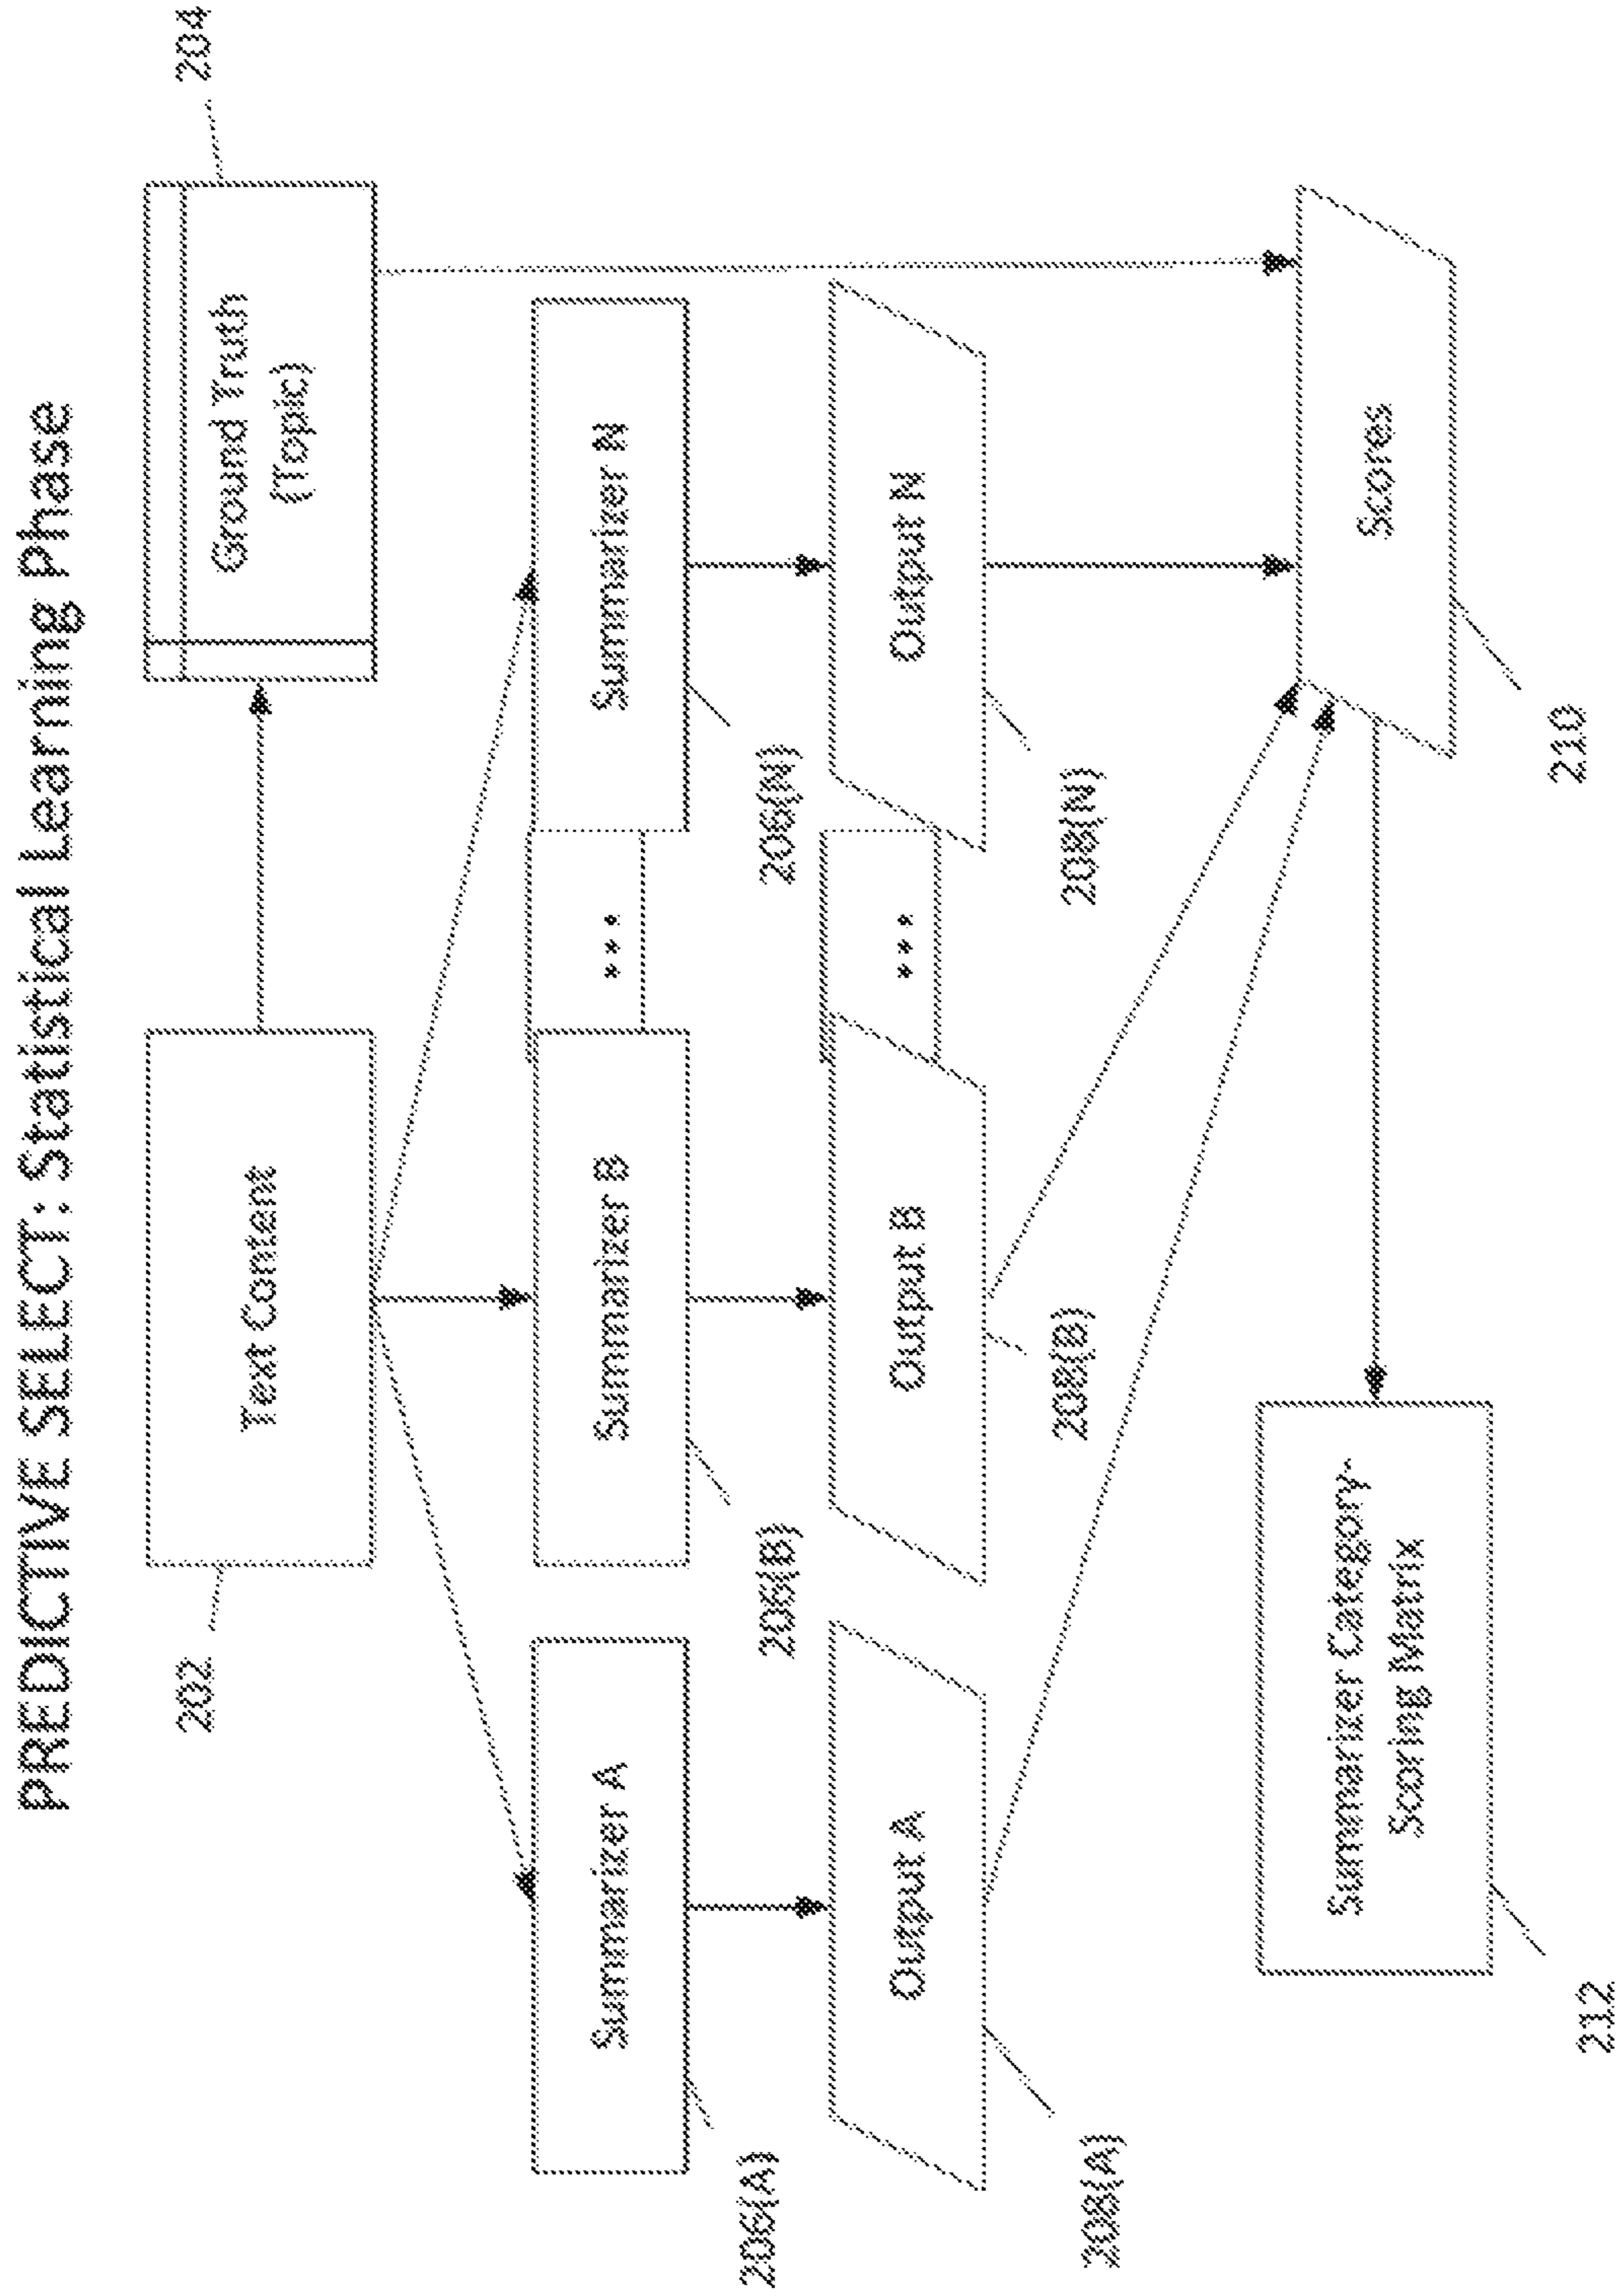 PREDICTIVE SELECT: Statistical Learning Phase
202
Text Content
Ground Truth
(Topic)
204
Summarizer A
Summarizer B
...
Summarizer N
206(A)
206(B)
206(N)
Output A
Output B
...
Output N
208(A)
208(B)
208(N)
Summarizer Category-
Scoring Matrix
Scores
212
210